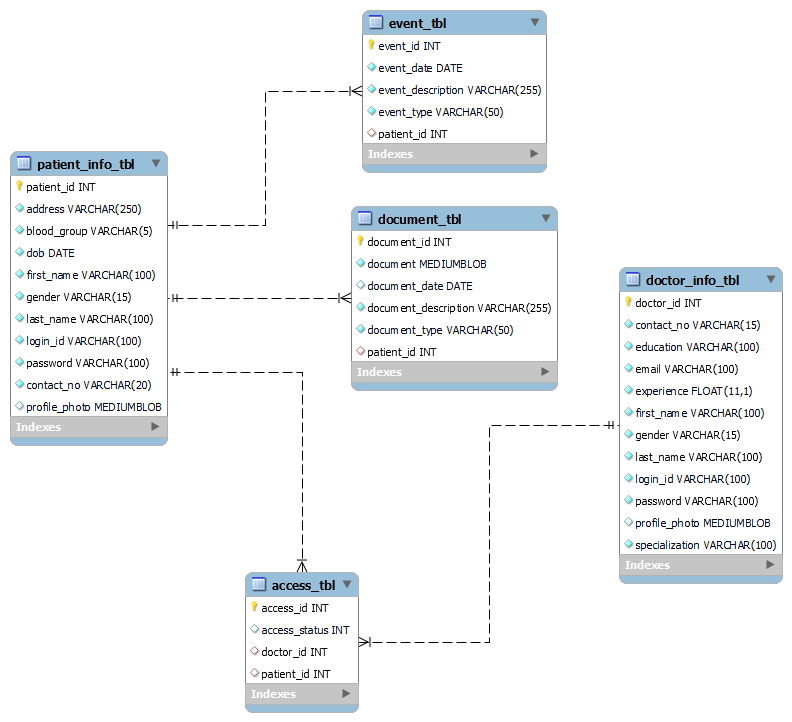 event_tbl
event_id INT
event_date DATE
event_description VARCHAR(255)
event_type VARCHAR(50)
patient_id INT
Indexes
patient_info_tbl
patient_id INT
address VARCHAR(250)
blood_group VARCHAR(5)
dob DATE
first_name VARCHAR(100)
gender VARCHAR(15)
last_name VARCHAR(100)
login_id VARCHAR(100)
password VARCHAR(100)
contact_no VARCHAR(20)
profile_photo MEDIUMBLOB
Indexes
document_tbl
document_id INT
document MEDIUMBLOB
document_date DATE
document_description VARCHAR(255)
document_type VARCHAR(50)
patient_id INT
Indexes
doctor_info_tbl
doctor_id INT
contact_no VARCHAR(15)
education VARCHAR(100)
email VARCHAR(100)
experience FLOAT(11,1)
first_name VARCHAR(100)
gender VARCHAR(15)
last_name VARCHAR(100)
login_id VARCHAR(100)
password VARCHAR(100)
profile_photo MEDIUMBLOB
specialization VARCHAR(100)
Indexes
access_tbl
access_id INT
access_status INT
doctor_id INT
patient_id INT
Indexes